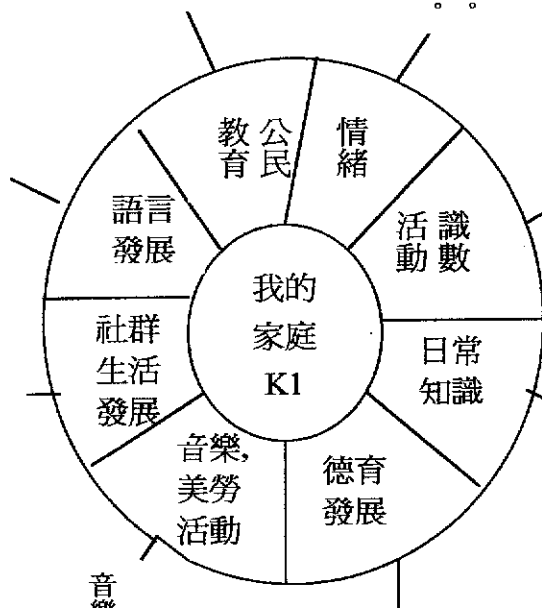 。。
公民
教育
情緒
識數
活動
日常
知識
德育
發展
音樂,
美勞
活動
社群
生活
發展
語言
發展
我的
家庭
K1
音樂